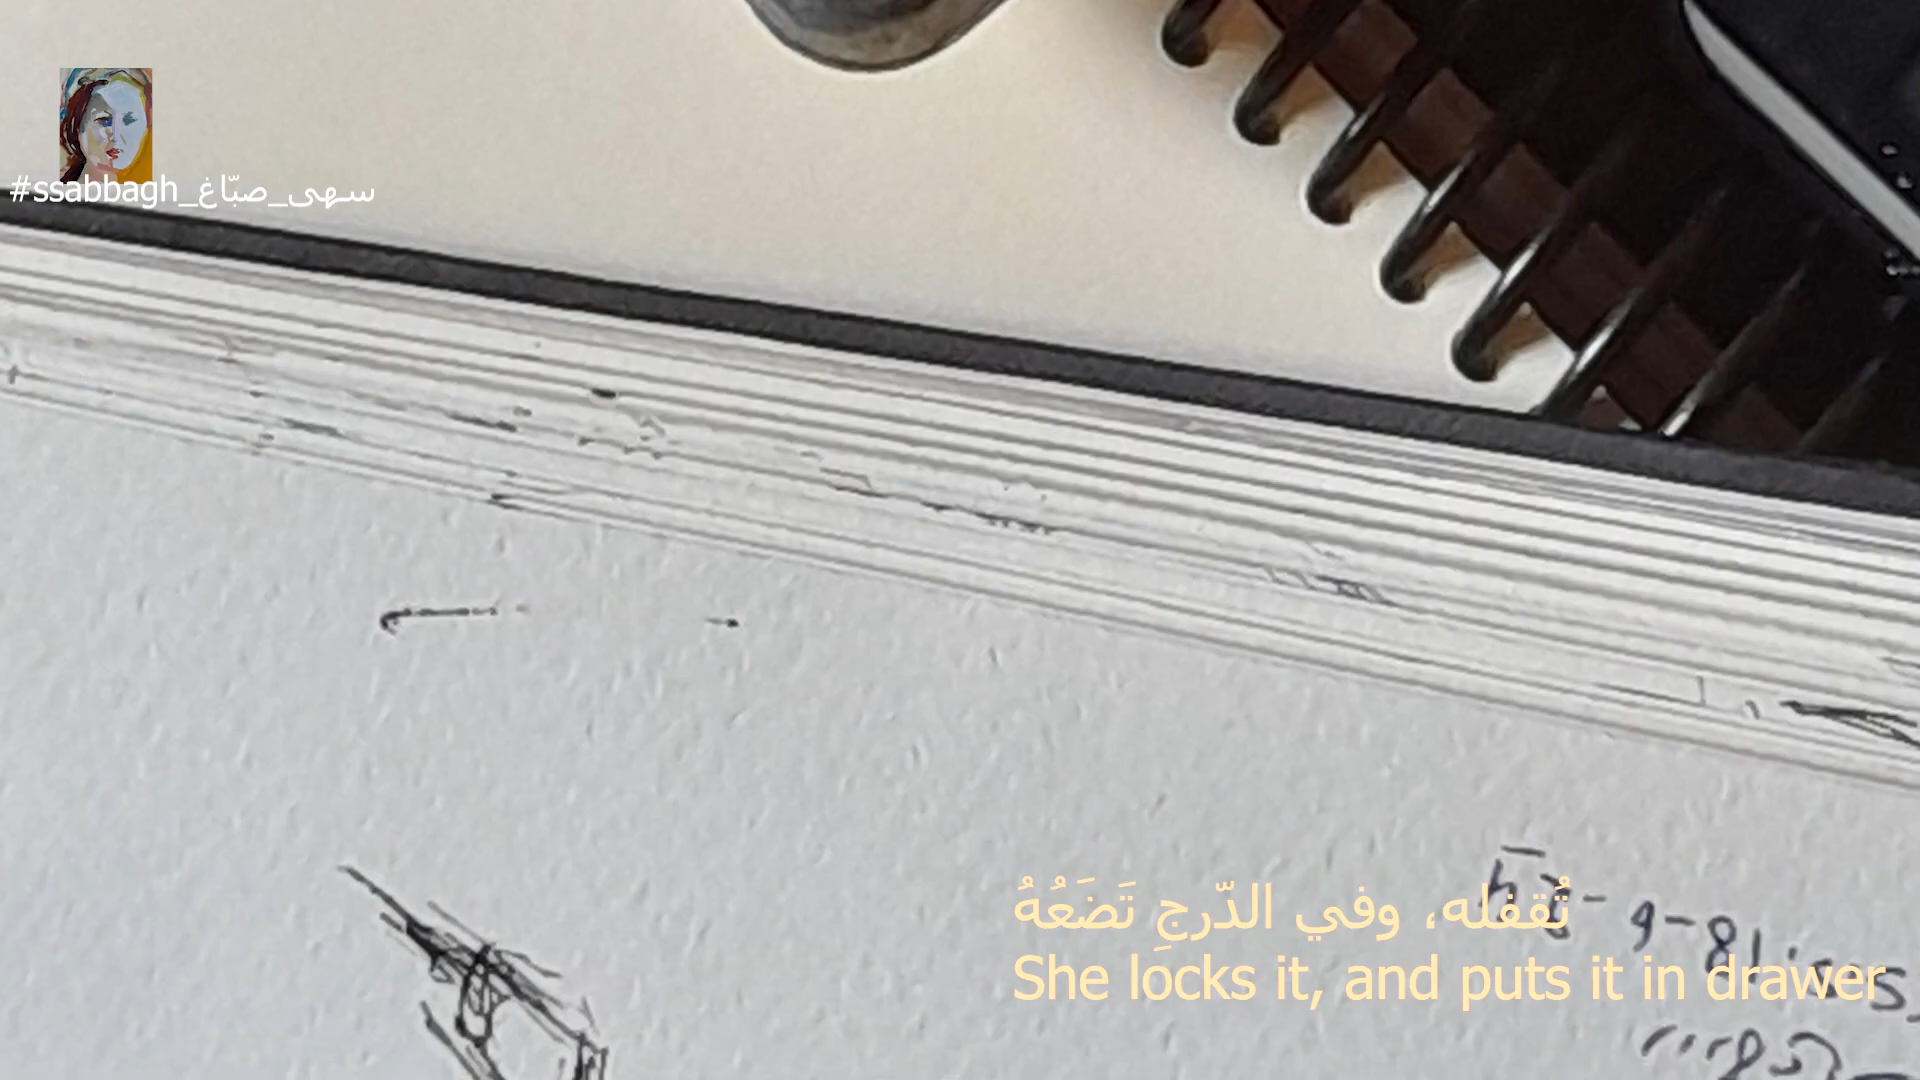 #ssabbagh_سهى_صبّاغ
تُقفله، وفي الدّرجِ تَضَعُهُ
She locks it, and puts it in drawer